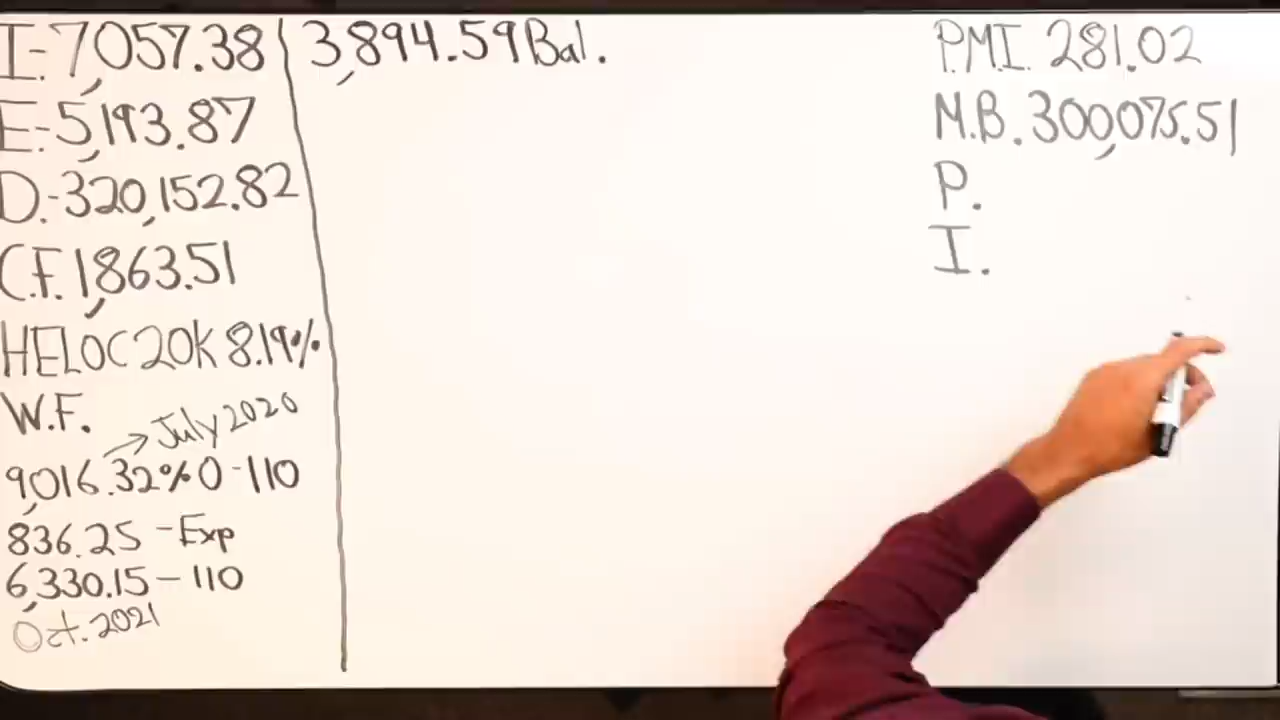 I-7,057.38
E-5,193.87
D.-320,152.82
C.F. 1,863.51
HELOC 20K 8.19%
W.F.
→ July 2020
9,016.32%0-110
836.25 -Exp
6,330.15-110
Oct. 2021
3,894.59 Bal.
P.M.I. 281.02
M.B. 300,075.51
P.
I.